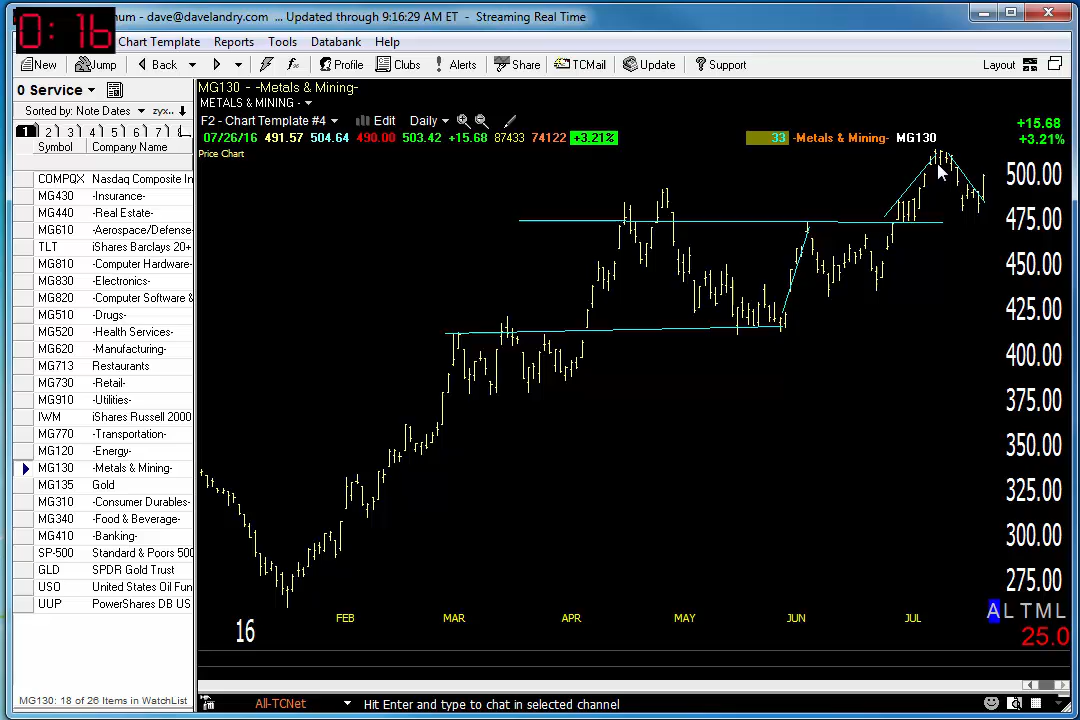 0:16
num - dave@davelandry.com ... Updated through 9:16:29 AM ET - Streaming Real Time
Chart Template Reports Tools Databank Help
New Jump Back Profile Clubs Alerts Share TCMail Update Support Layout
0 Service
Sorted by: Note Dates zyx..
1 2 3 4 5 6 7
Symbol Company Name
COMPQX Nasdaq Composite In
MG430 -Insurance-
MG440 -Real Estate-
MG610 -Aerospace/Defense-
TLT iShares Barclays 20+
MG810 -Computer Hardware-
MG830 -Electronics-
MG820 -Computer Software &
MG510 -Drugs-
MG520 -Health Services-
MG620 -Manufacturing-
MG713 Restaurants
MG730 -Retail-
MG910 -Utilities-
IWM iShares Russell 2000
MG770 -Transportation-
MG120 -Energy-
MG130 -Metals & Mining-
MG135 Gold
MG310 -Consumer Durables-
MG340 -Food & Beverage-
MG410 -Banking-
SP-500 Standard & Poors 500
GLD SPDR Gold Trust
USO United States Oil Fun
UUP PowerShares DB US
MG130: 18 of 26 Items in WatchList
MG130 - -Metals & Mining-
METALS & MINING -
F2 - Chart Template #4 Edit Daily
07/26/16 491.57 504.64 490.00 503.42 +15.68 87433 74122 +3.21%
33 -Metals & Mining- MG130
+15.68
+3.21%
Price Chart
500.00
475.00
450.00
425.00
400.00
375.00
350.00
325.00
300.00
275.00
16 FEB MAR APR MAY JUN JUL
A L T M L
25.0
All-TCNet Hit Enter and type to chat in selected channel